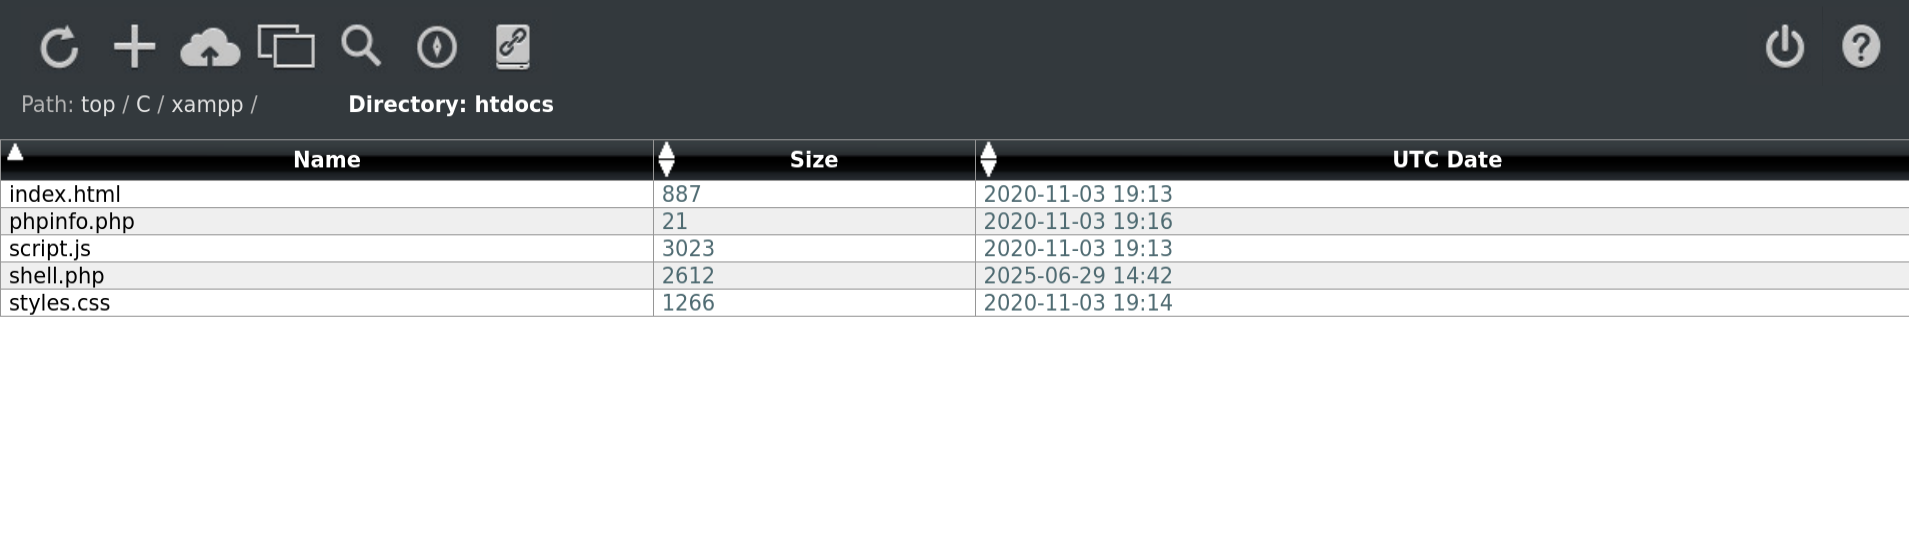 Path: top / C / xampp / Directory: htdocs
Name Size UTC Date
index.html 887 2020-11-03 19:13
phpinfo.php 21 2020-11-03 19:16
script.js 3023 2020-11-03 19:13
shell.php 2612 2025-06-29 14:42
styles.css 1266 2020-11-03 19:14